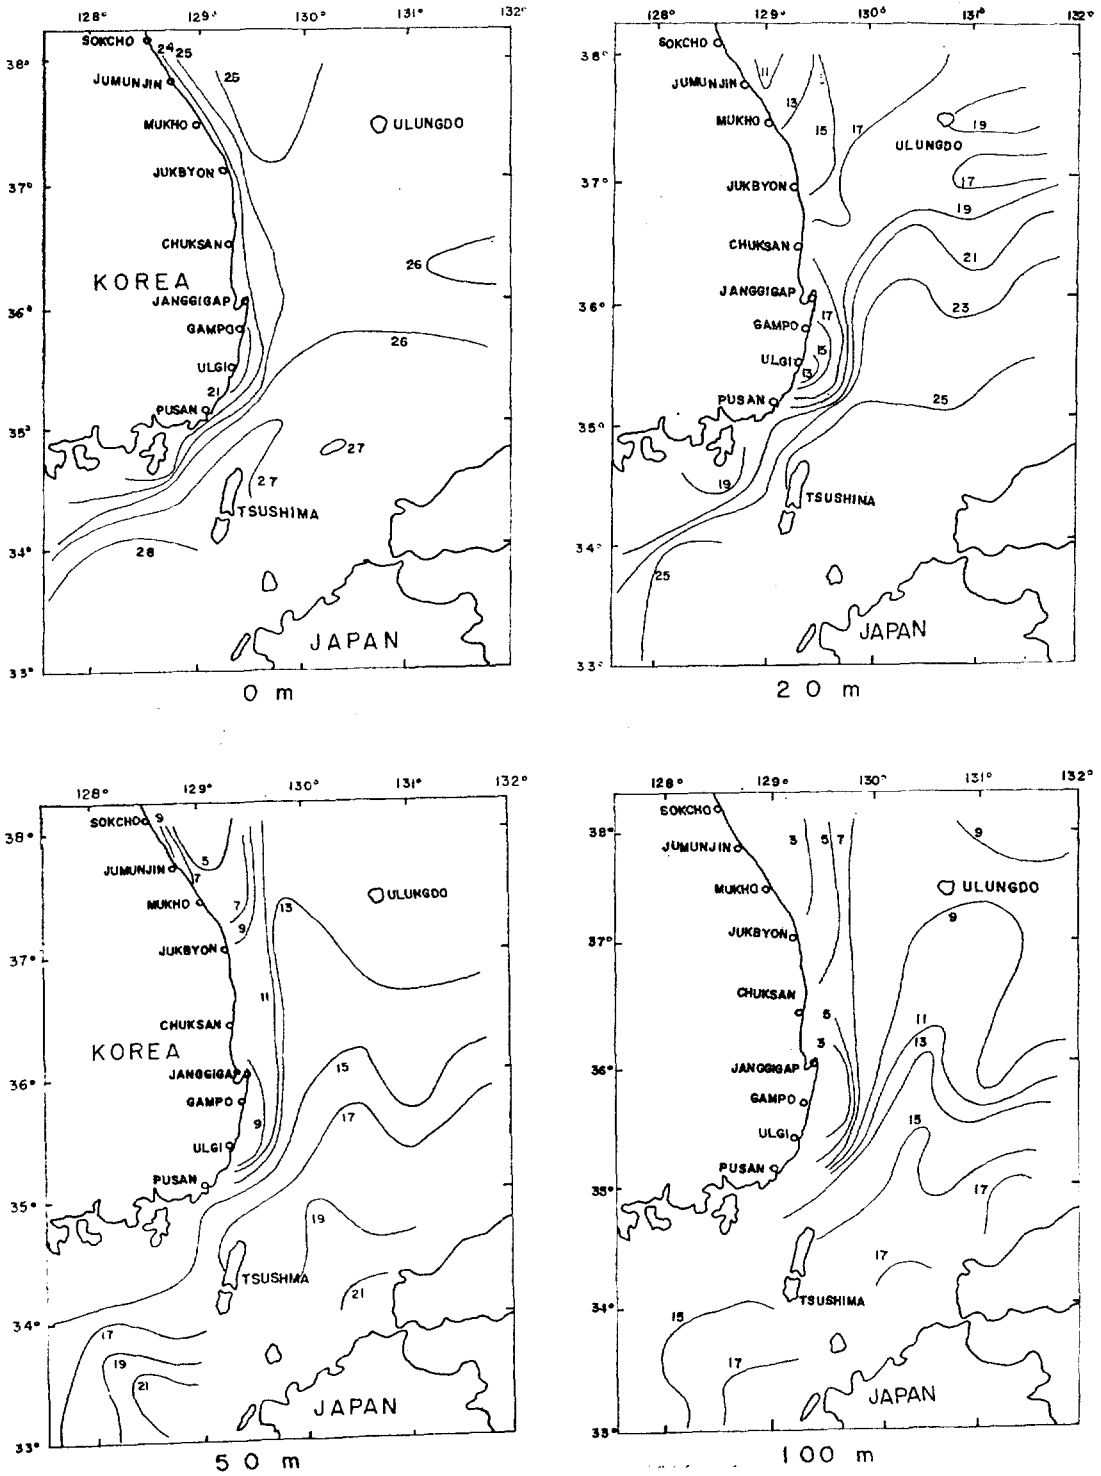 128° 129° 130° 131° 132°
SOKCHO 24 25
38°
25
JUMUNJIN
MUKHO
ULUNGDO
JUKBYON
37°
CHUKSAN
26
KOREA
JANGGIGAP
36°
GAMPO
26
ULGI
21
PUSAN
35°
27
27
TSUSHIMA
34°
28
JAPAN
33°
0 m
128° 129° 130° 131° 132°
SOKCHO
38°
11
JUMUNJIN
13
MUKHO 15 17
19
ULUNGDO
JUKBYON
17
37°
19
CHUKSAN
21
JANGGIGAP
36°
17
23
GAMPO
15
ULGI
13
PUSAN
25
35°
19
TSUSHIMA
34°
25
JAPAN
33°
20 m
128° 129° 130° 131° 132°
SOKCHO 9
38°
5
JUMUNJIN
7
ULUNGDO
MUKHO 7 13
9
JUKBYON
37°
11
CHUKSAN
KOREA
JANGGIGAP
15
36°
GAMPO
17
9
ULGI
PUSAN
35°
19
TSUSHMA
21
34°
17
19
21
JAPAN
33°
50 m
128° 129° 130° 131° 132°
SOKCHO
38°
3 5 7
9
JUMUNJIN
MUKHO
ULUNGDO
9
JUKBYON
37°
CHUKSAN
5
11
3
13
JANGGIGAP
36°
GAMPO
15
ULGI
PUSAN
35°
17
17
TSUSHIMA
34°
15
17
JAPAN
33°
100 m